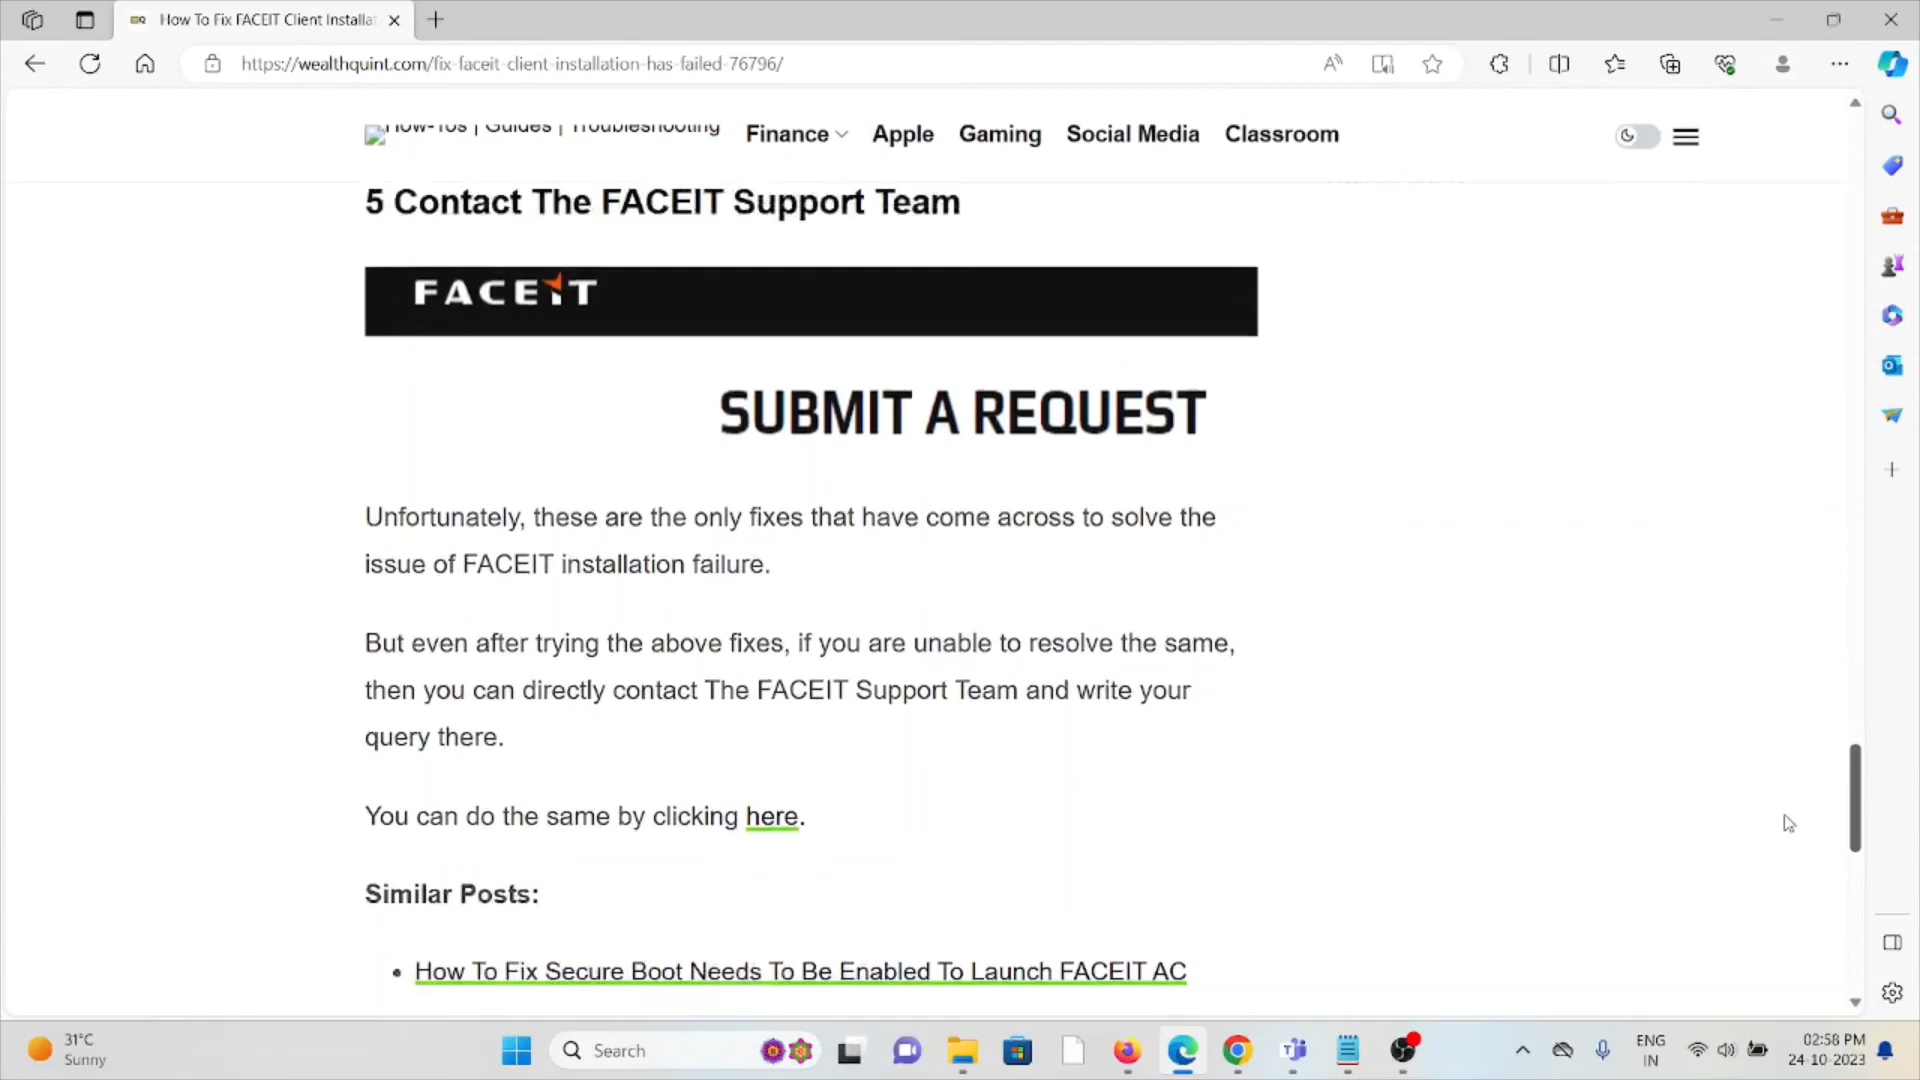 How To Fix FACEIT Client Installat
https://wealthquint.com/fix-faceit-client-installation-has-failed-76796/
How-Tos | Guides | Troubleshooting
Finance
Apple
Gaming
Social Media
Classroom
5 Contact The FACEIT Support Team
FACEIT
SUBMIT A REQUEST
Unfortunately, these are the only fixes that have come across to solve the
issue of FACEIT installation failure.
But even after trying the above fixes, if you are unable to resolve the same,
then you can directly contact The FACEIT Support Team and write your
query there.
You can do the same by clicking here.
Similar Posts:
• How To Fix Secure Boot Needs To Be Enabled To Launch FACEIT AC
31°C
Sunny
Search
ENG
IN
02:58 PM
24-10-2023